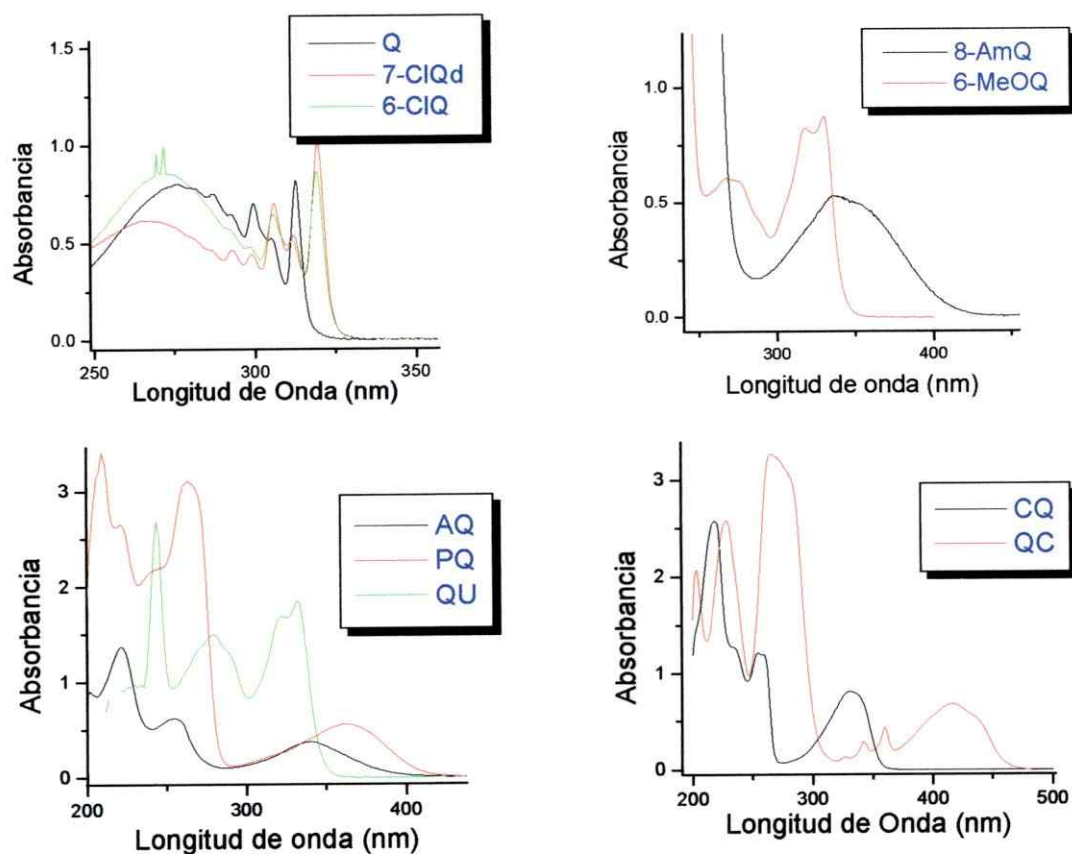 Q
7-ClQd
6-ClQ
1.5
1.0
0.5
0.0
Absorbancia
250
300
350
Longitud de Onda (nm)
8-AmQ
6-MeOQ
1.0
0.5
0.0
Absorbancia
300
400
Longitud de onda (nm)
AQ
PQ
QU
3
2
1
0
Absorbancia
200
300
400
Longitud de onda (nm)
CQ
QC
3
2
1
0
Absorbancia
200
300
400
500
Longitud de Onda (nm)